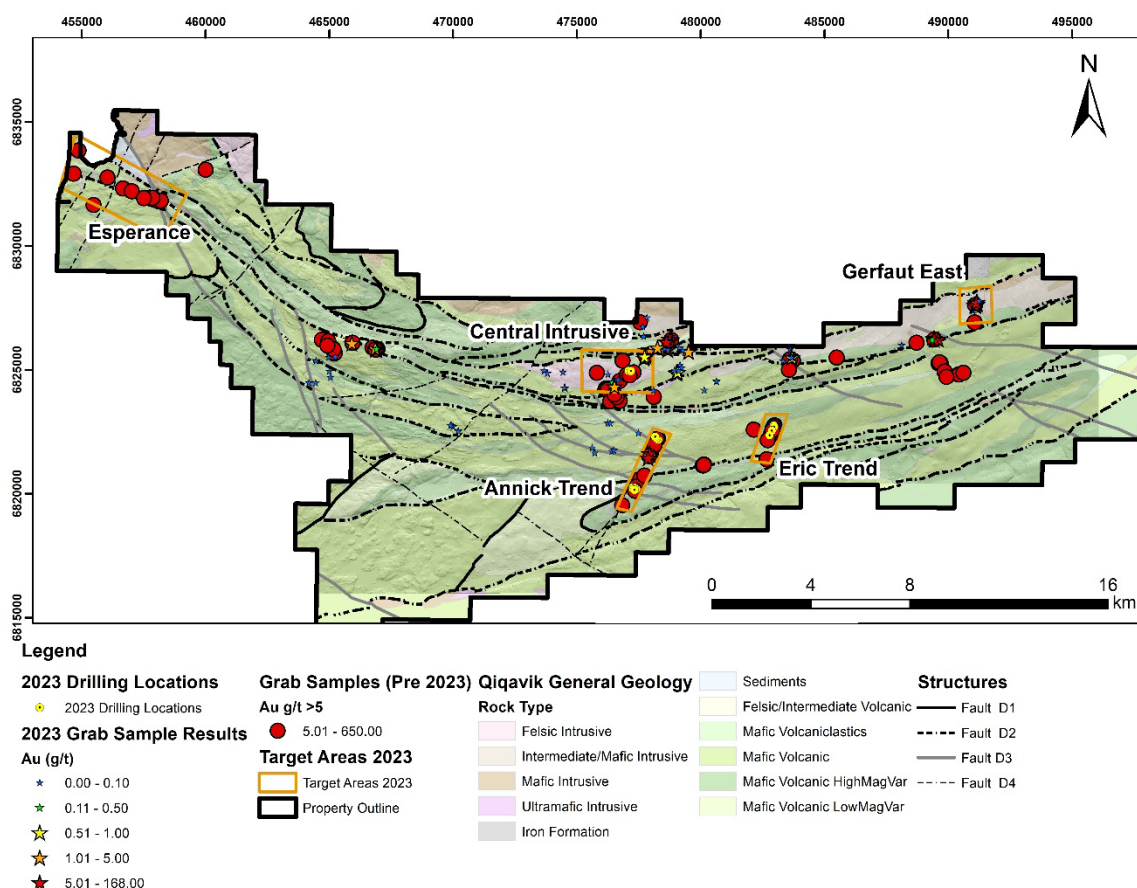 455000 460000 465000 470000 475000 480000 485000 490000 495000
N
6835000
6830000
6825000
6820000
6815000
Esperance
Gerfaut East
Central Intrusive
Annick Trend
Eric Trend
0 4 8 16
km
Legend
2023 Drilling Locations
2023 Drilling Locations
2023 Grab Sample Results
Au (g/t)
0.00 - 0.10
0.11 - 0.50
0.51 - 1.00
1.01 - 5.00
5.01 - 168.00
Grab Samples (Pre 2023)
Au g/t >5
5.01 - 650.00
Target Areas 2023
Target Areas 2023
Property Outline
Qiqavik General Geology
Rock Type
Felsic Intrusive
Intermediate/Mafic Intrusive
Mafic Intrusive
Ultramafic Intrusive
Iron Formation
Sediments
Felsic/Intermediate Volcanic
Mafic Volcaniclastics
Mafic Volcanic
Mafic Volcanic HighMagVar
Mafic Volcanic LowMagVar
Structures
Fault D1
Fault D2
Fault D3
Fault D4